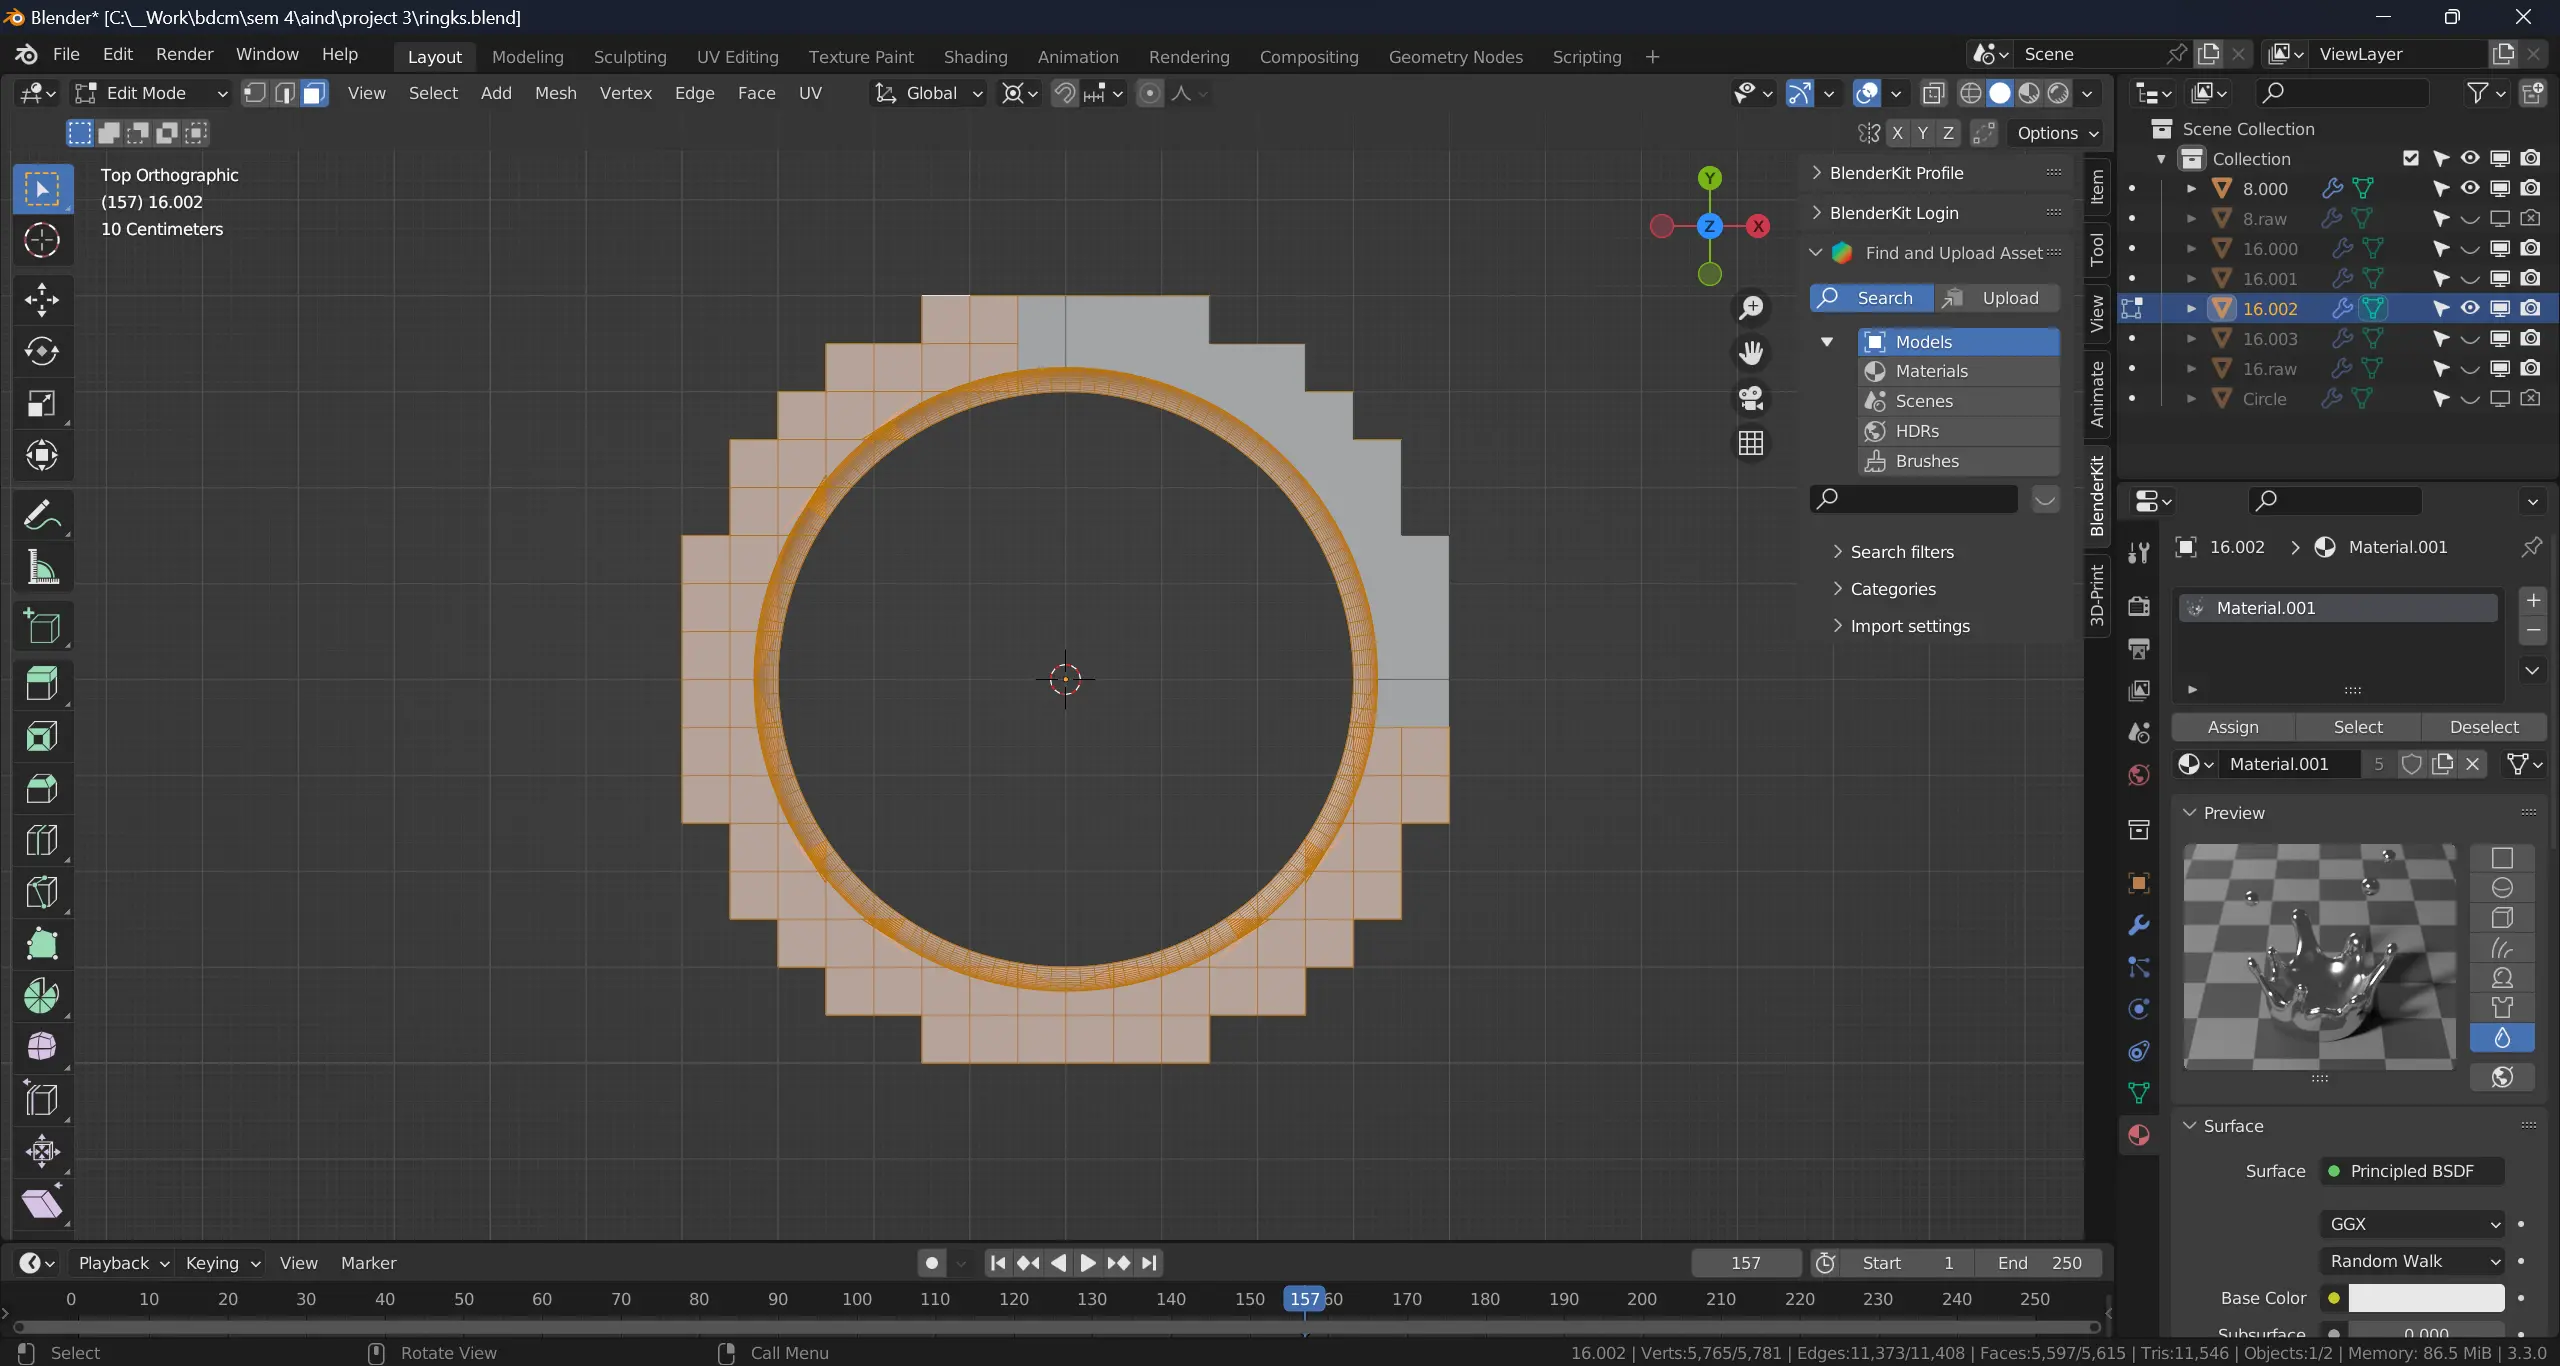 Blender* [C:\__Work\bdcm\sem 4\aind\project 3\ringks.blend]
File Edit Render Window Help Layout Modeling Sculpting UV Editing Texture Paint Shading Animation Rendering Compositing Geometry Nodes Scripting + Scene ViewLayer
Edit Mode View Select Add Mesh Vertex Edge Face UV Global
X Y Z Options
Top Orthographic
(157) 16.002
10 Centimeters
Y
Z X
BlenderKit Profile
BlenderKit Login
Find and Upload Asset
Search Upload
Models
Materials
Scenes
HDRs
Brushes
Search filters
Categories
Import settings
Item
Tool
View
Animate
BlenderKit
3D-Print
Scene Collection
Collection
8.000
8.raw
16.000
16.001
16.002
16.003
16.raw
Circle
16.002 > Material.001
Material.001
Assign Select Deselect
Material.001 5
Preview
Surface
Surface Principled BSDF
GGX
Random Walk
Base Color
Subsurface 0.000
Playback Keying View Marker 157 Start 1 End 250
0 10 20 30 40 50 60 70 80 90 100 110 120 130 140 150 157 60 170 180 190 200 210 220 230 240 250
Select Rotate View Call Menu 16.002 | Verts:5,765/5,781 | Edges:11,373/11,408 | Faces:5,597/5,615 | Tris:11,546 | Objects:1/2 | Memory: 86.5 MiB | 3.3.0